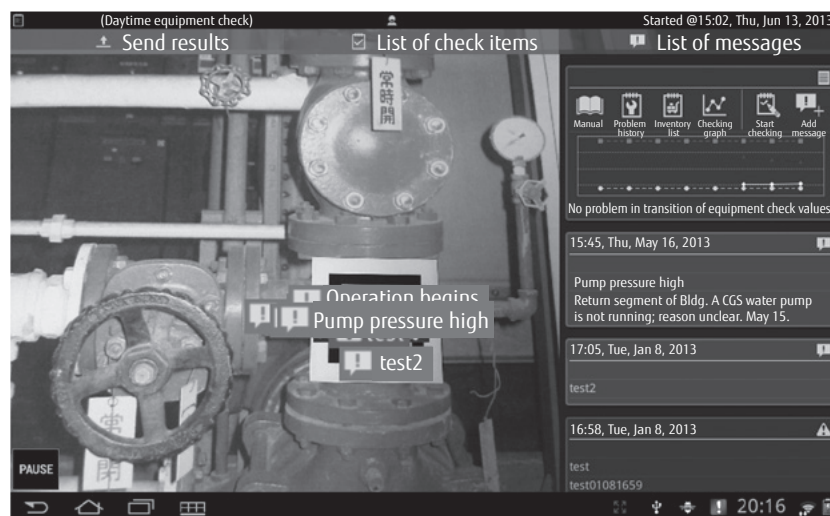 (Daytime equipment check)
Started @15:02, Thu, Jun 13, 2013
Send results
List of check items
List of messages
常時開
Operation begins
Pump pressure high
test2
PAUSE
Manual
Problem history
Inventory list
Checking graph
Start checking
Add message
No problem in transition of equipment check values
15:45, Thu, May 16, 2013
Pump pressure high
Return segment of Bldg. A CGS water pump
is not running; reason unclear. May 15.
17:05, Tue, Jan 8, 2013
test2
16:58, Tue, Jan 8, 2013
test
test01081659
20:16